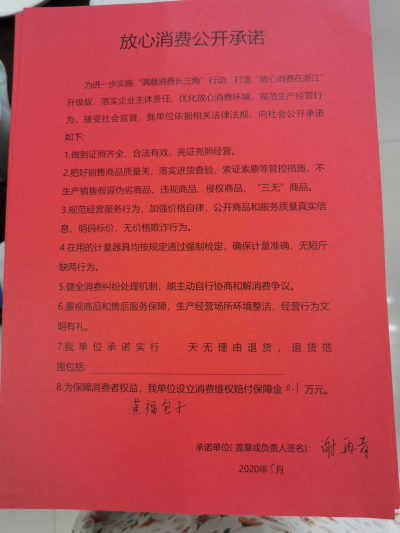 放心消费公开承诺
为进一步实施“满意消费长三角”行动，打造“放心消费在浙江”
升级版，落实企业主体责任，优化放心消费环境，规范生产经营行
为，接受社会监督，我单位依据相关法律法规，向社会公开承诺
如下:
1.做到证照齐全、合法有效，亮证亮照经营。
2.把好销售商品质量关，落实进货查验、索证索票等管控措施，不
生产销售假冒伪劣商品、违规商品、侵权商品、“三无”商品。
3.规范经营服务行为，加强价格自律，公开商品和服务质量真实信
息，明码标价，无价格欺诈行为。
4.在用的计量器具均按规定通过强制检定，确保计量准确，无短斤
缺两行为。
5.健全消费纠纷处理机制，能主动自行协商和解消费争议。
6.重视商品和售后服务保障，生产经营场所环境整洁，经营行为文
明有礼。
7.我单位承诺实行 天无理由退货，退货范
围包括:
8.为保障消费者权益，我单位设立消费维权赔付保障金 0.1 万元。
福包子
承诺单位(盖章或负责人签名): 谢再青
2020年 月